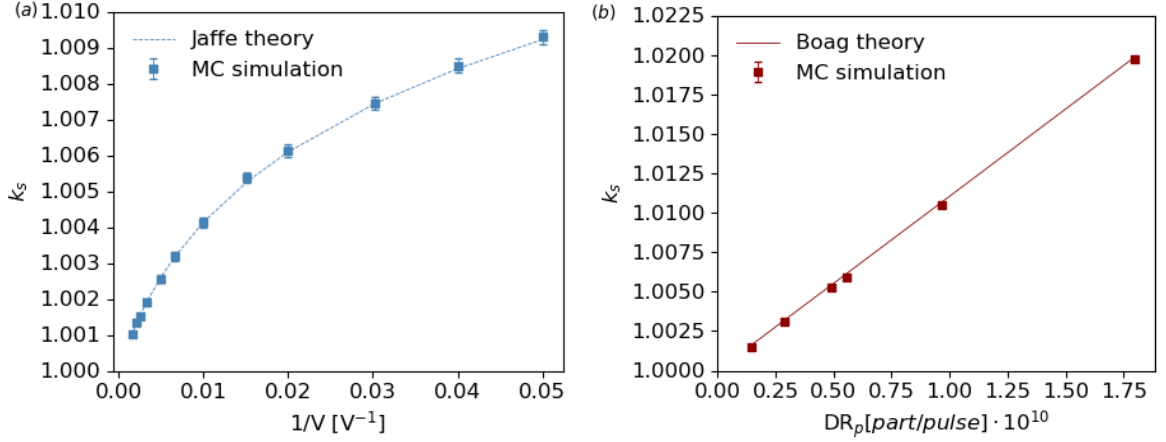 (a)
1.010
1.009
1.008
1.007
1.006
1.005
1.004
1.003
1.002
1.001
1.000
k_s
Jaffe theory
MC simulation
0.00 0.01 0.02 0.03 0.04 0.05
1/V [V⁻¹]
(b)
1.0225
1.0200
1.0175
1.0150
1.0125
1.0100
1.0075
1.0050
1.0025
1.0000
k_s
Boag theory
MC simulation
0.00 0.25 0.50 0.75 1.00 1.25 1.50 1.75
DR_p[part/pulse] · 10¹⁰